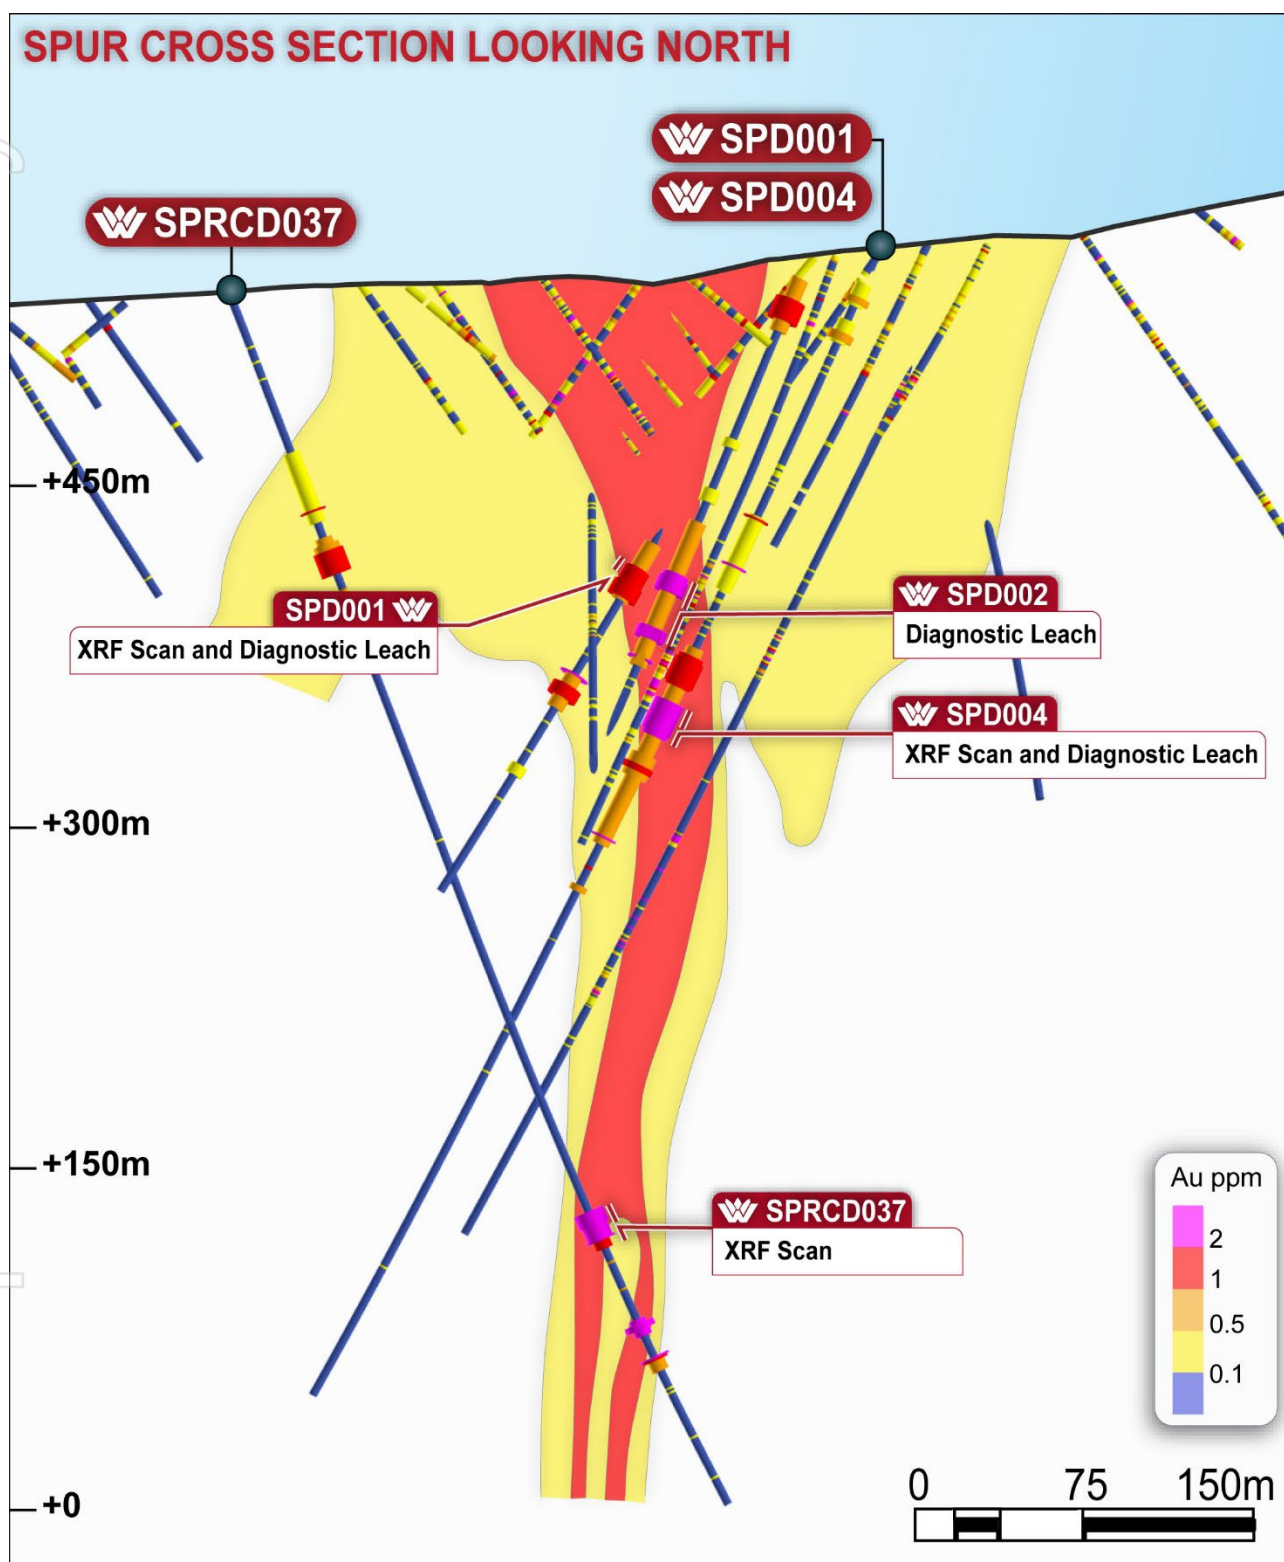 SPUR CROSS SECTION LOOKING NORTH
SPD001
SPD004
SPRCD037
+450m
SPD001
XRF Scan and Diagnostic Leach
SPD002
Diagnostic Leach
SPD004
XRF Scan and Diagnostic Leach
+300m
+150m
SPRCD037
XRF Scan
Au ppm
2
1
0.5
0.1
+0
0 75 150m